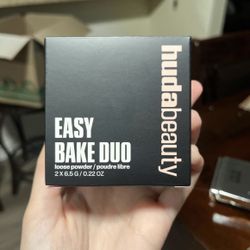 EASY
BAKE DUO
loose powder / poudre libre
2 X 6.5 G / 0.22 OZ
hudabeauty